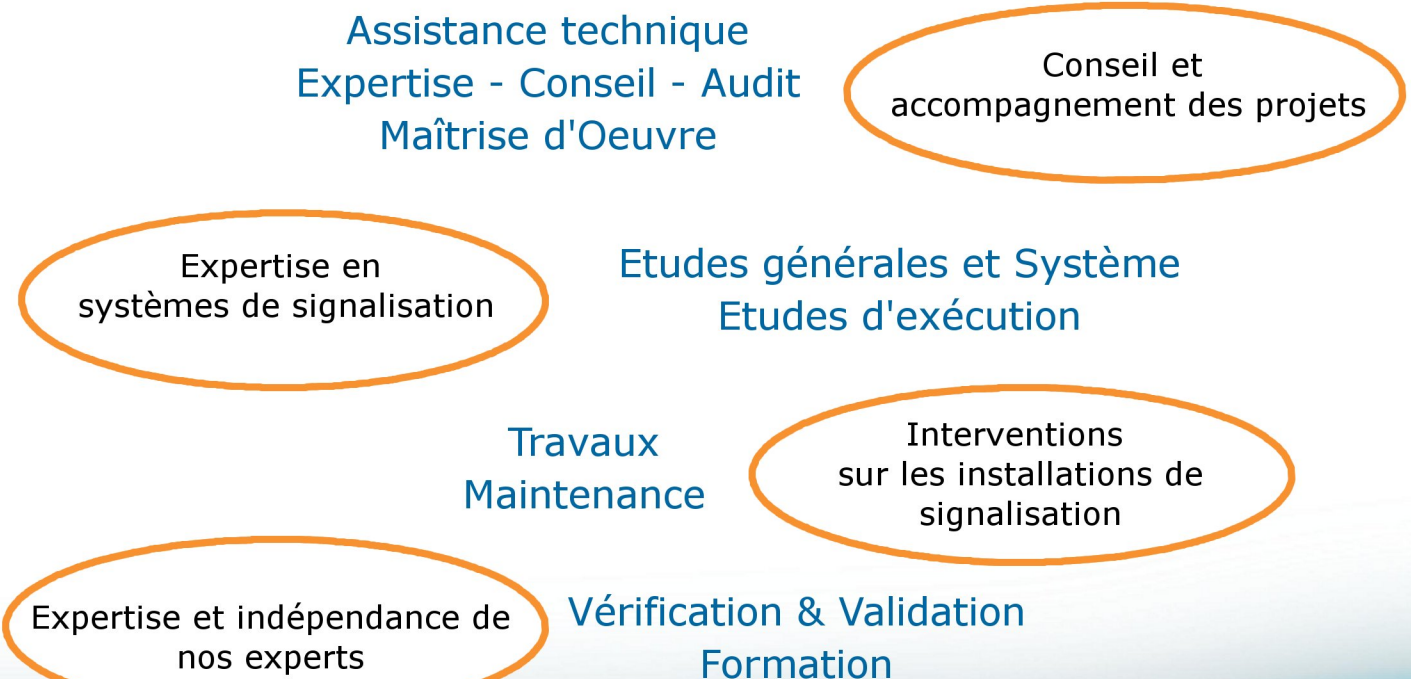 Assistance technique
Expertise - Conseil - Audit
Maîtrise d'Oeuvre
Conseil et
accompagnement des projets
Expertise en
systèmes de signalisation
Etudes générales et Système
Etudes d'exécution
Travaux
Maintenance
Interventions
sur les installations de
signalisation
Expertise et indépendance de
nos experts
Vérification & Validation
Formation